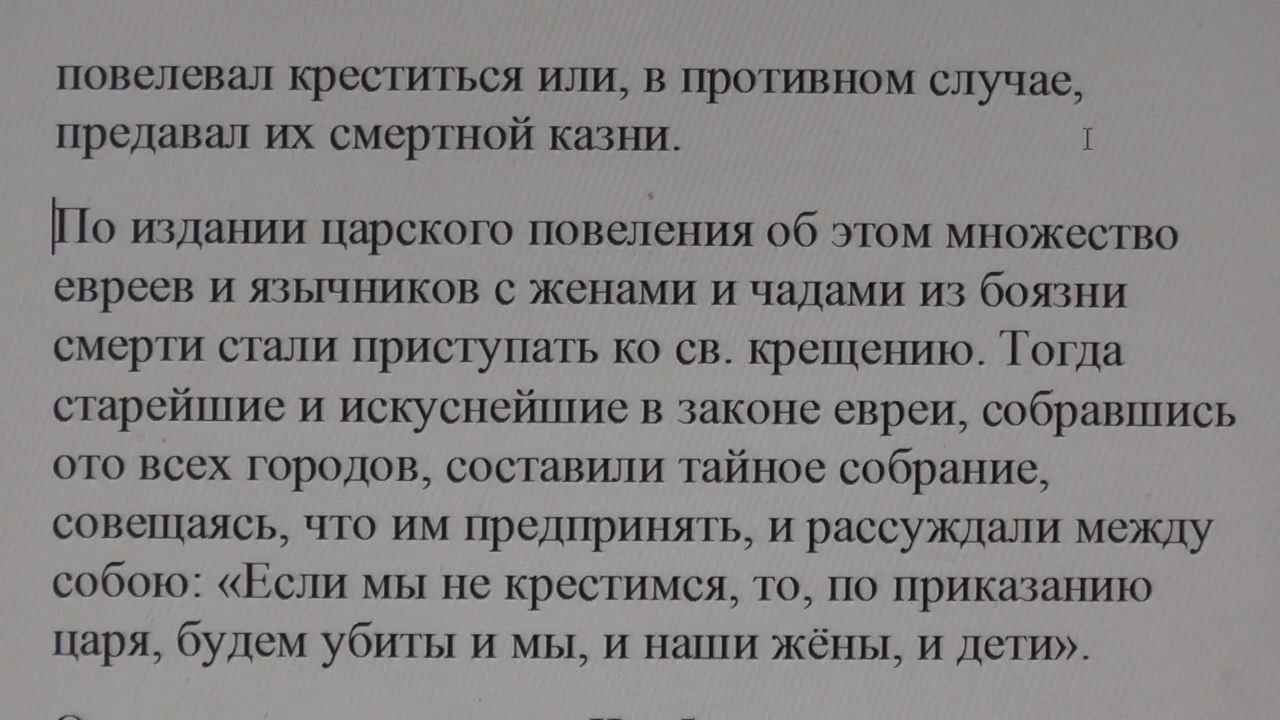 повелевал креститься или, в противном случае,
предавал их смертной казни.
По издании царского повеления об этом множество
евреев и язычников с женами и чадами из боязни
смерти стали приступать ко св. крещению. Тогда
старейшие и искуснейшие в законе евреи, собравшись
ото всех городов, составили тайное собрание,
совещаясь, что им предпринять, и рассуждали между
собою: «Если мы не крестимся, то, по приказанию
царя, будем убиты и мы, и наши жёны, и дети».